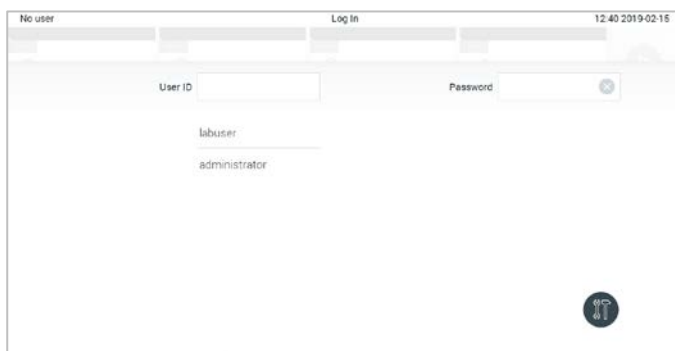 No user Log In 12:40 2019-02-15
User ID Password
labuser
administrator